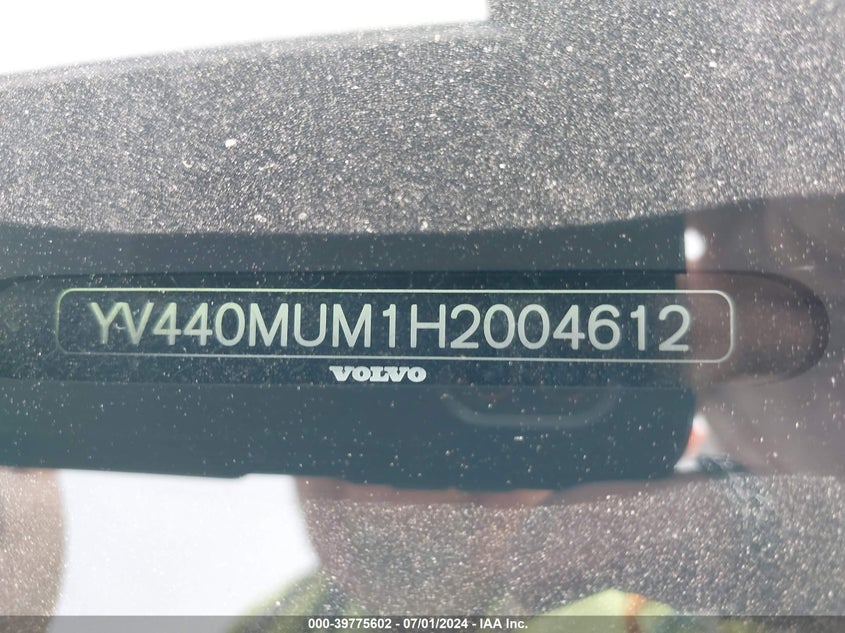 YV440MUM1H2004612
VOLVO
000-39775602 - 07/01/2024 - IAA Inc.